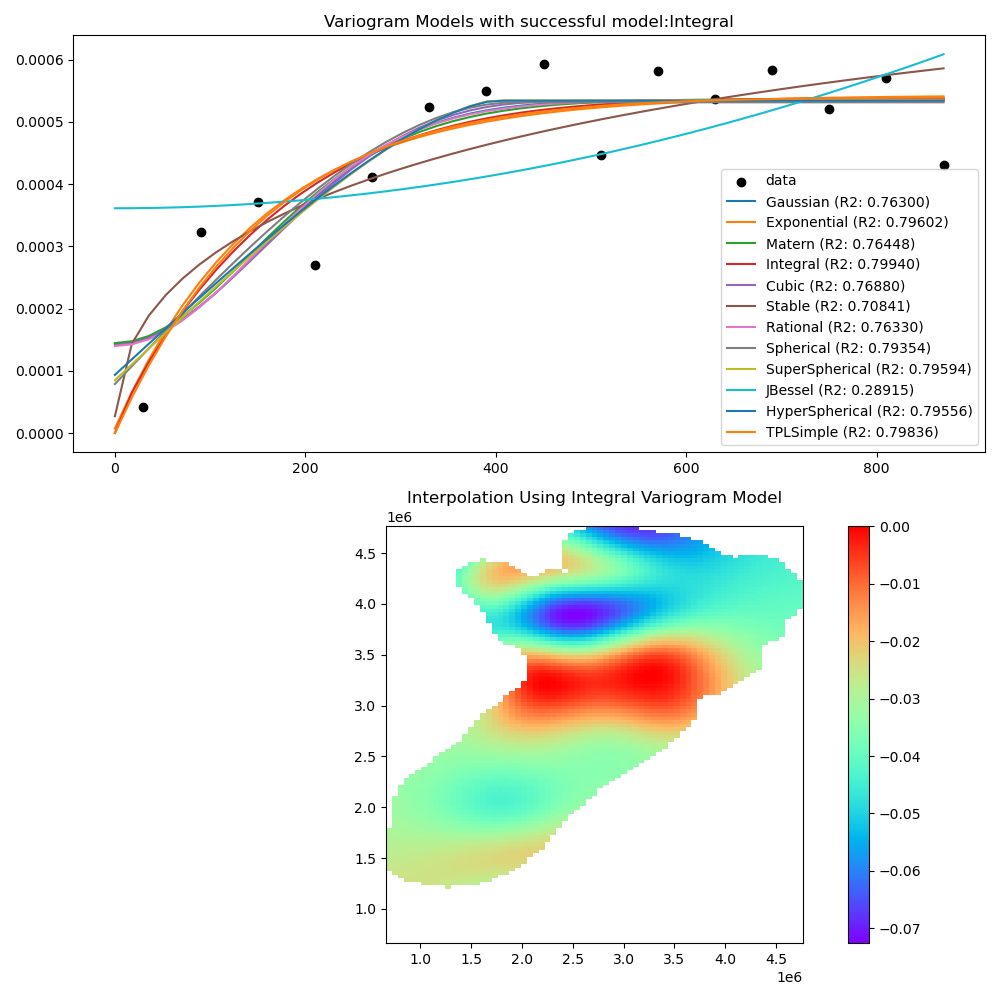 Variogram Models with successful model:Integral
0.0006
0.0005
0.0004
0.0003
0.0002
0.0001
0.0000
0
200
400
600
800
data
Gaussian (R2: 0.76300)
Exponential (R2: 0.79602)
Matern (R2: 0.76448)
Integral (R2: 0.79940)
Cubic (R2: 0.76880)
Stable (R2: 0.70841)
Rational (R2: 0.76330)
Spherical (R2: 0.79354)
SuperSpherical (R2: 0.79594)
JBessel (R2: 0.28915)
HyperSpherical (R2: 0.79556)
TPLSimple (R2: 0.79836)
Interpolation Using Integral Variogram Model
1e6
4.5
4.0
3.5
3.0
2.5
2.0
1.5
1.0
1.0
1.5
2.0
2.5
3.0
3.5
4.0
4.5
1e6
0.00
−0.01
−0.02
−0.03
−0.04
−0.05
−0.06
−0.07